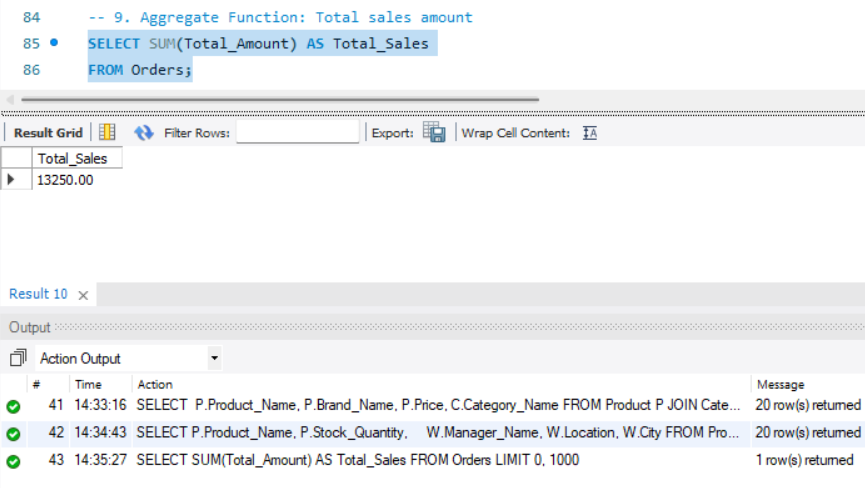 84 -- 9. Aggregate Function: Total sales amount
85 SELECT SUM(Total_Amount) AS Total_Sales
86 FROM Orders;
Result Grid Filter Rows: Export: Wrap Cell Content: IA
Total_Sales
13250.00
Result 10 ×
Output
Action Output
# Time Action Message
41 14:33:16 SELECT P.Product_Name, P.Brand_Name, P.Price, C.Category_Name FROM Product P JOIN Cate... 20 row(s) returned
42 14:34:43 SELECT P.Product_Name, P.Stock_Quantity, W.Manager_Name, W.Location, W.City FROM Pro... 20 row(s) returned
43 14:35:27 SELECT SUM(Total_Amount) AS Total_Sales FROM Orders LIMIT 0, 1000 1 row(s) returned